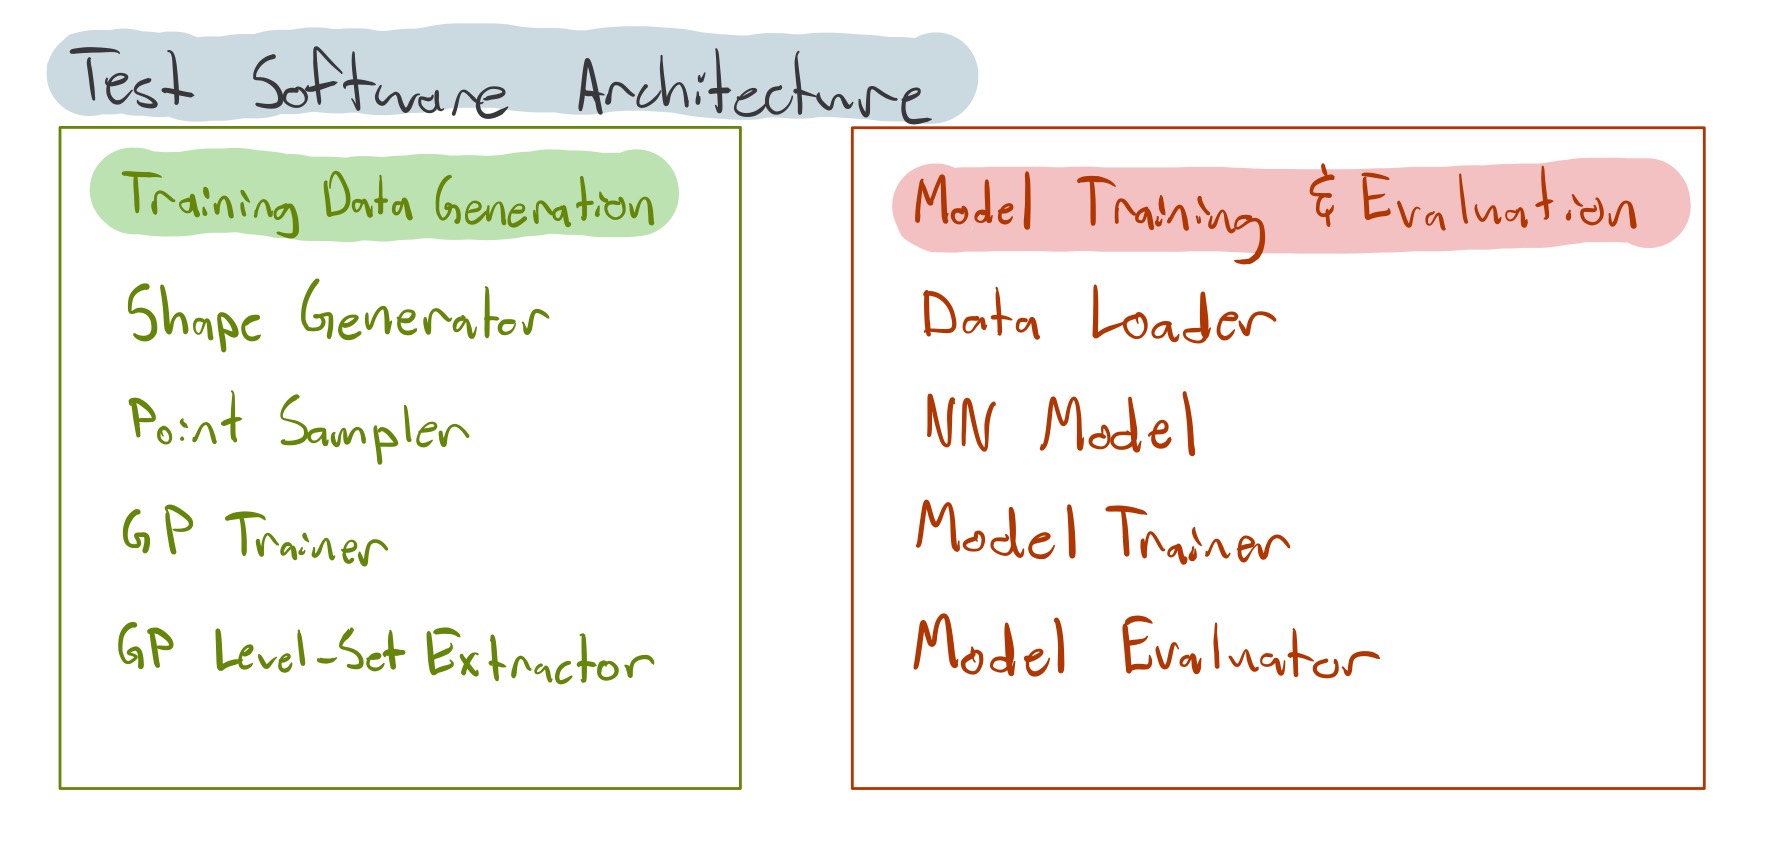 Test Software Architecture
Training Data Generation
Shape Generator
Point Sampler
GP Trainer
GP Level-Set Extractor
Model Training & Evaluation
Data Loader
NN Model
Model Trainer
Model Evaluator